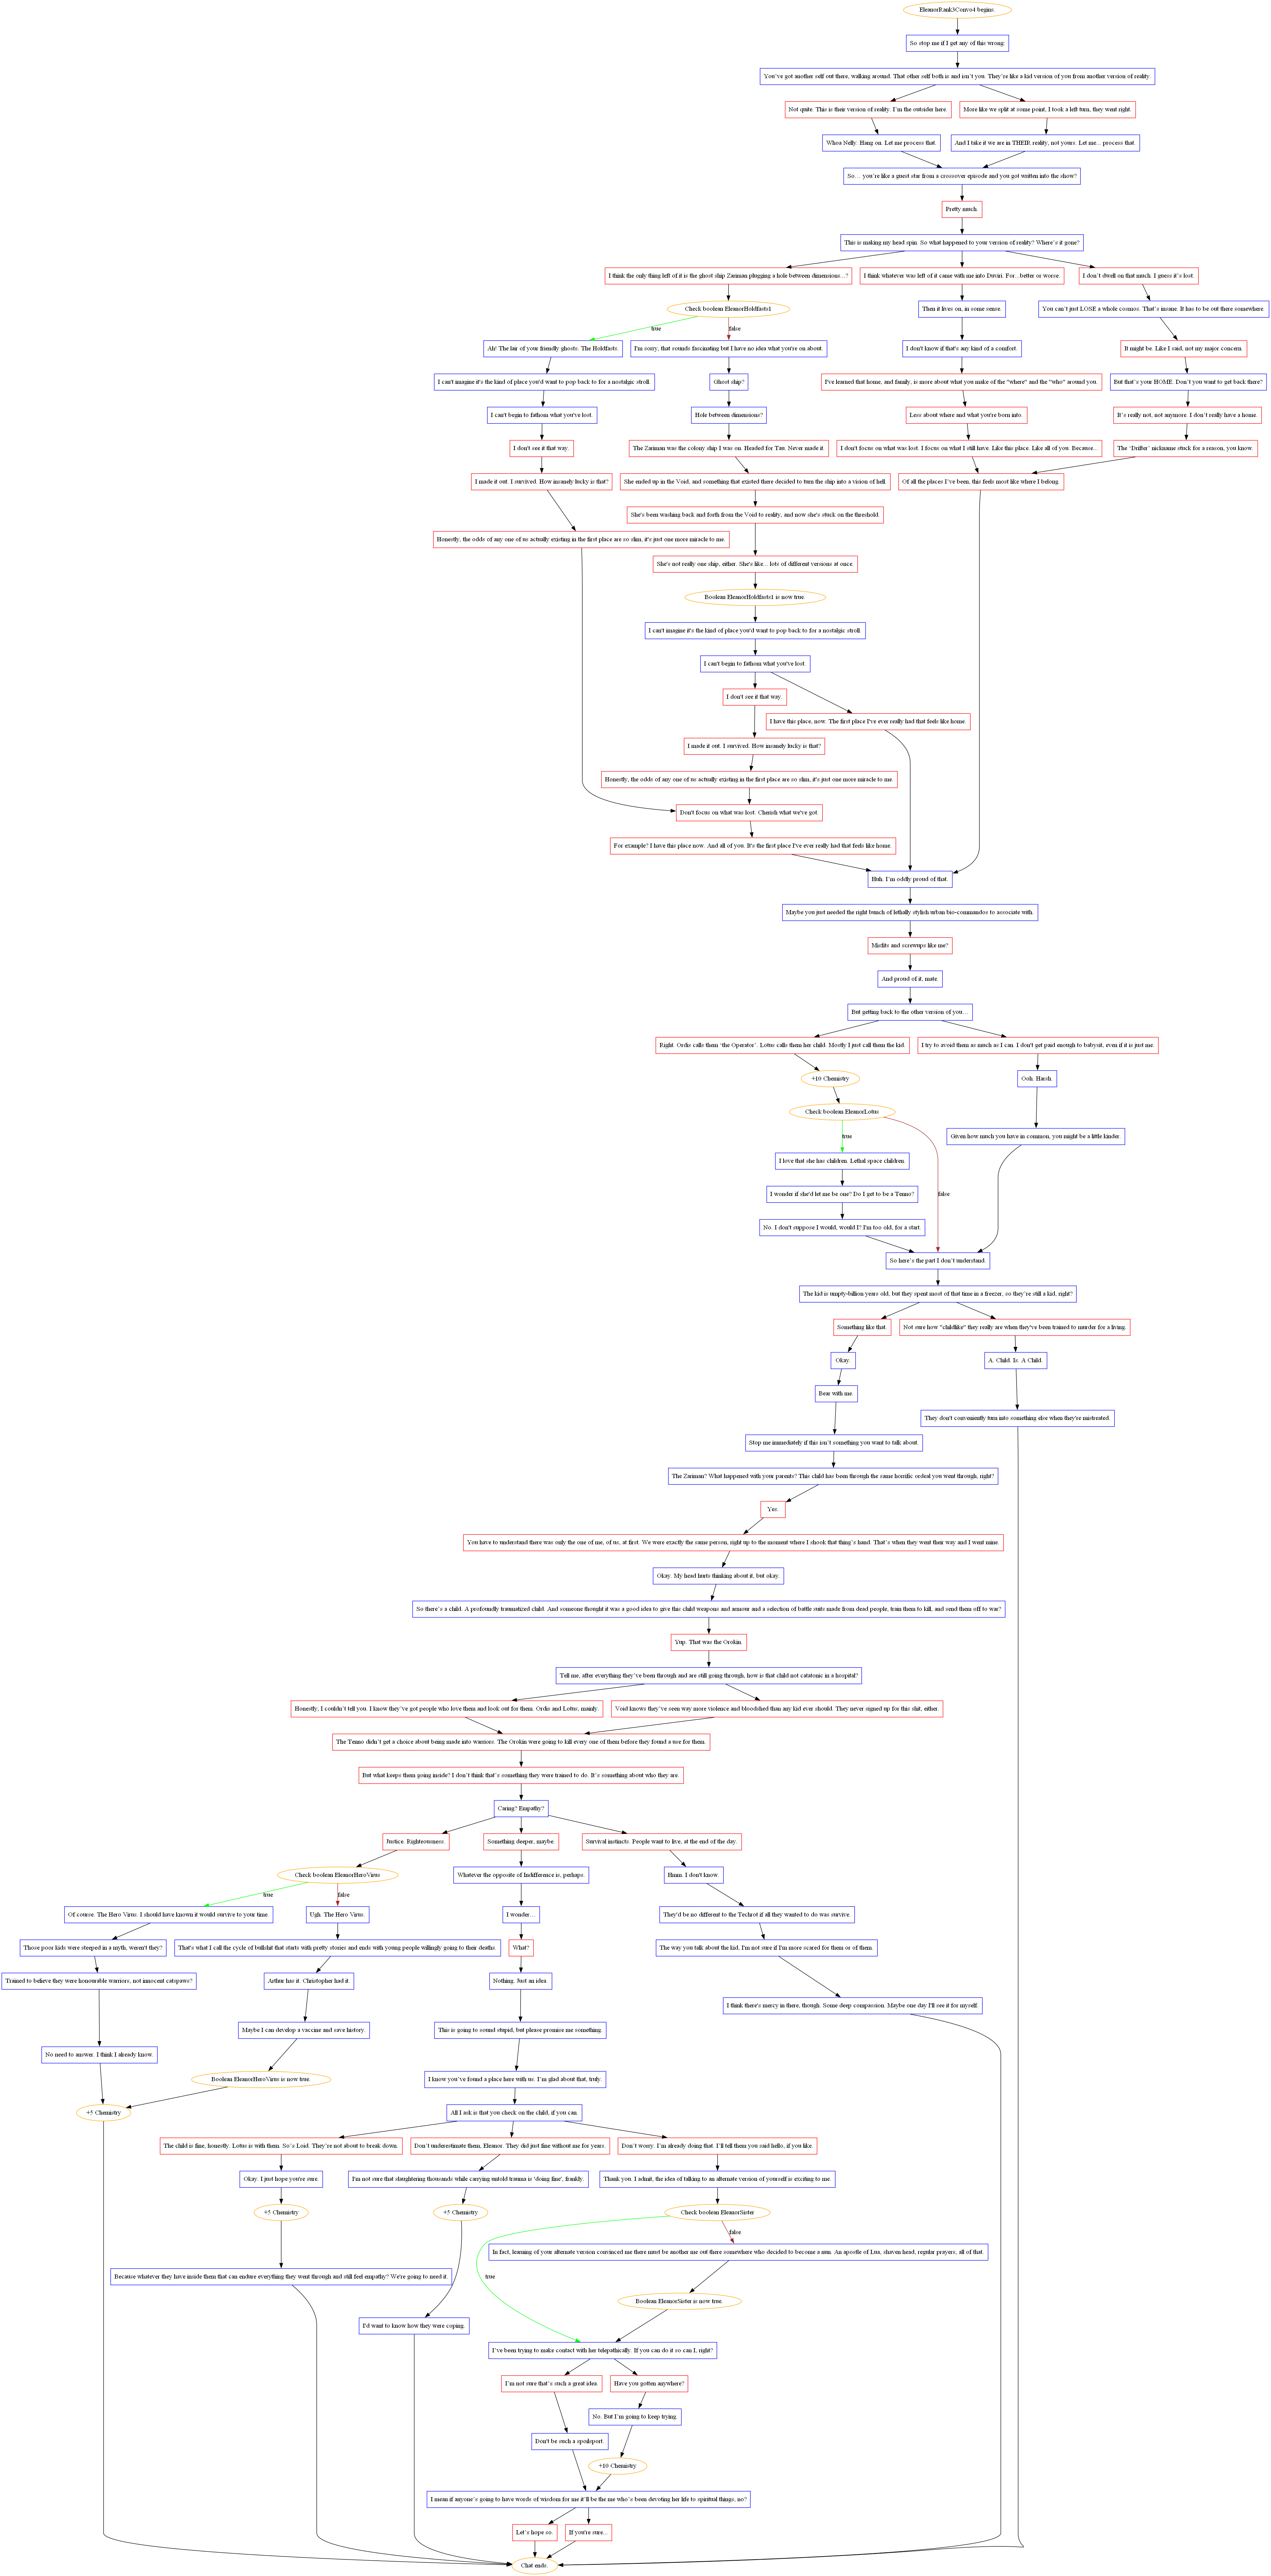 EleanorRank3Convo4 begins.
So stop me if I get any of this wrong:
You've got another self out there, walking around. That other self both is and isn't you. They're like a kid version of you from another version of reality.
Not quite. This is their version of reality. I'm the outsider here.
More like we split at some point, I took a left turn, they went right.
Whoa Nelly. Hang on. Let me process that.
And I take it we are in THEIR reality, not yours. Let me... process that.
So… you're like a guest star from a crossover episode and you got written into the show?
Pretty much.
This is making my head spin. So what happened to your version of reality? Where's it gone?
I think the only thing left of it is the ghost ship Zariman plugging a hole between dimensions...?
I think whatever was left of it came with me into Duviri. For...better or worse.
I don't dwell on that much. I guess it's lost.
Check boolean EleanorHoldfasts1
Then it lives on, in some sense.
You can't just LOSE a whole cosmos. That's insane. It has to be out there somewhere.
true
false
Ah! The lair of your friendly ghosts. The Holdfasts.
I'm sorry, that sounds fascinating but I have no idea what you're on about.
I don't know if that's any kind of a comfort.
It might be. Like I said, not my major concern.
I can't imagine it's the kind of place you'd want to pop back to for a nostalgic stroll.
Ghost ship?
I've learned that home, and family, is more about what you make of the "where" and the "who" around you.
But that's your HOME. Don't you want to get back there?
I can't begin to fathom what you've lost.
Hole between dimensions?
Less about where and what you're born into.
It's really not, not anymore. I don't really have a home.
I don't see it that way.
The Zariman was the colony ship I was on. Headed for Tau. Never made it.
I don't focus on what was lost. I focus on what I still have. Like this place. Like all of you. Because...
The 'Drifter' nickname stuck for a reason, you know.
I made it out. I survived. How insanely lucky is that?
She ended up in the Void, and something that existed there decided to turn the ship into a vision of hell.
Of all the places I've been, this feels most like where I belong.
She's been washing back and forth from the Void to reality, and now she's stuck on the threshold.
Honestly, the odds of any one of us actually existing in the first place are so slim, it's just one more miracle to me.
She's not really one ship, either. She's like... lots of different versions at once.
Boolean EleanorHoldfasts1 is now true.
I can't imagine it's the kind of place you'd want to pop back to for a nostalgic stroll.
I can't begin to fathom what you've lost.
I don't see it that way.
I have this place, now. The first place I've ever really had that feels like home.
I made it out. I survived. How insanely lucky is that?
Honestly, the odds of any one of us actually existing in the first place are so slim, it's just one more miracle to me.
Don't focus on what was lost. Cherish what we've got.
For example? I have this place now. And all of you. It's the first place I've ever really had that feels like home.
Huh. I'm oddly proud of that.
Maybe you just needed the right bunch of lethally stylish urban bio-commandos to associate with.
Misfits and screwups like me?
And proud of it, mate.
But getting back to the other version of you…
Right. Ordis calls them 'the Operator'. Lotus calls them her child. Mostly I just call them the kid.
I try to avoid them as much as I can. I don't get paid enough to babysit, even if it is just me.
+10 Chemistry
Ooh. Harsh.
Check boolean EleanorLotus
Given how much you have in common, you might be a little kinder.
true
I love that she has children. Lethal space children.
I wonder if she'd let me be one? Do I get to be a Tenno?
false
No. I don't suppose I would, would I? I'm too old, for a start.
So here's the part I don't understand.
The kid is umpty-billion years old, but they spent most of that time in a freezer, so they're still a kid, right?
Something like that.
Not sure how "childlike" they really are when they've been trained to murder for a living.
Okay.
A. Child. Is. A Child.
Bear with me.
They don't conveniently turn into something else when they're mistreated.
Stop me immediately if this isn't something you want to talk about.
The Zariman? What happened with your parents? This child has been through the same horrific ordeal you went through, right?
Yes.
You have to understand there was only the one of me, of us, at first. We were exactly the same person, right up to the moment where I shook that thing's hand. That's when they went their way and I went mine.
Okay. My head hurts thinking about it, but okay.
So there's a child. A profoundly traumatized child. And someone thought it was a good idea to give this child weapons and armour and a selection of battle suits made from dead people, train them to kill, and send them off to war?
Yup. That was the Orokin.
Tell me, after everything they've been through and are still going through, how is that child not catatonic in a hospital?
Honestly, I couldn't tell you. I know they've got people who love them and look out for them. Ordis and Lotus, mainly.
Void knows they've seen way more violence and bloodshed than any kid ever should. They never signed up for this shit, either.
The Tenno didn't get a choice about being made into warriors. The Orokin were going to kill every one of them before they found a use for them.
But what keeps them going inside? I don't think that's something they were trained to do. It's something about who they are.
Caring? Empathy?
Justice. Righteousness.
Something deeper, maybe.
Survival instincts. People want to live, at the end of the day.
Check boolean EleanorHeroVirus
Whatever the opposite of Indifference is, perhaps.
Hmm. I don't know.
true
false
Of course. The Hero Virus. I should have known it would survive to your time.
Ugh. The Hero Virus.
I wonder…
They'd be no different to the Techrot if all they wanted to do was survive.
Those poor kids were steeped in a myth, weren't they?
That's what I call the cycle of bullshit that starts with pretty stories and ends with young people willingly going to their deaths.
What?
The way you talk about the kid, I'm not sure if I'm more scared for them or of them.
Trained to believe they were honourable warriors, not innocent catspaws?
Arthur has it. Christopher had it.
Nothing. Just an idea.
I think there's mercy in there, though. Some deep compassion. Maybe one day I'll see it for myself.
Maybe I can develop a vaccine and save history.
This is going to sound stupid, but please promise me something.
No need to answer. I think I already know.
Boolean EleanorHeroVirus is now true.
I know you've found a place here with us. I'm glad about that, truly.
+5 Chemistry
All I ask is that you check on the child, if you can.
The child is fine, honestly. Lotus is with them. So's Loid. They're not about to break down.
Don't underestimate them, Eleanor. They did just fine without me for years.
Don't worry. I'm already doing that. I'll tell them you said hello, if you like.
Okay. I just hope you're sure.
I'm not sure that slaughtering thousands while carrying untold trauma is 'doing fine', frankly.
Thank you. I admit, the idea of talking to an alternate version of yourself is exciting to me.
+5 Chemistry
+5 Chemistry
Check boolean EleanorSister
false
In fact, learning of your alternate version convinced me there must be another me out there somewhere who decided to become a nun. An apostle of Lua, shaven head, regular prayers, all of that.
true
Because whatever they have inside them that can endure everything they went through and still feel empathy? We're going to need it.
Boolean EleanorSister is now true.
I'd want to know how they were coping.
I've been trying to make contact with her telepathically. If you can do it so can I, right?
I'm not sure that's such a great idea.
Have you gotten anywhere?
No. But I'm going to keep trying.
Don't be such a spoilsport.
+10 Chemistry
I mean if anyone's going to have words of wisdom for me it'll be the me who's been devoting her life to spiritual things, no?
Let's hope so.
If you're sure...
Chat ends.